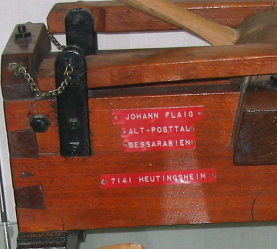 JOHANN FLAIG
ALT-POSTTAL
BESSARABIEN
7141 HEUTINGSHEIM